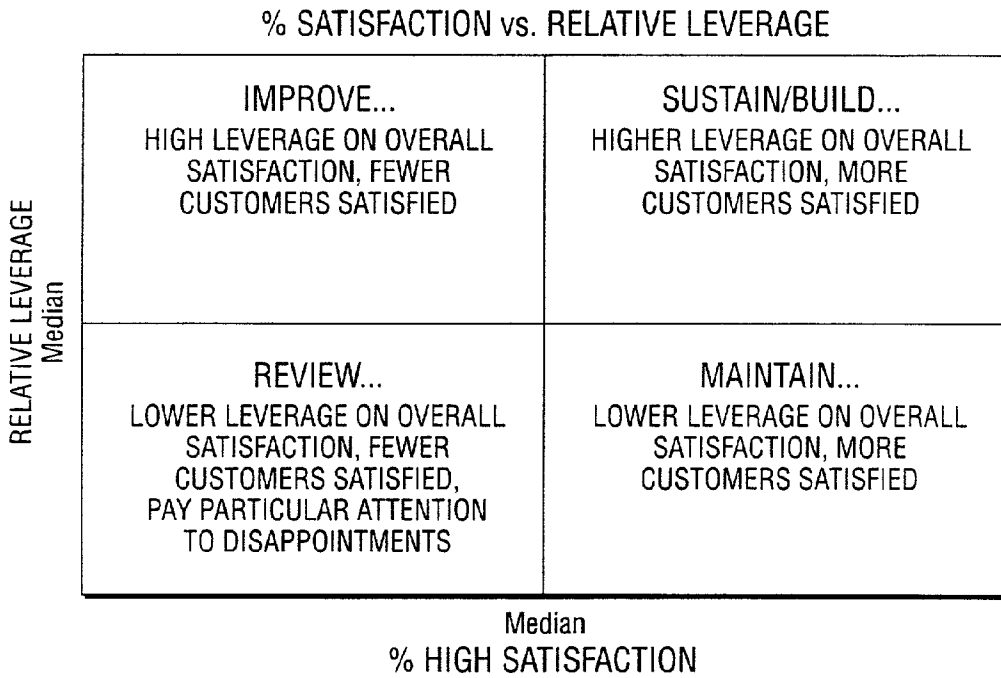 % SATISFACTION vs. RELATIVE LEVERAGE
IMPROVE...
HIGH LEVERAGE ON OVERALL
SATISFACTION, FEWER
CUSTOMERS SATISFIED
SUSTAIN/BUILD...
HIGHER LEVERAGE ON OVERALL
SATISFACTION, MORE
CUSTOMERS SATISFIED
RELATIVE LEVERAGE
Median
REVIEW...
LOWER LEVERAGE ON OVERALL
SATISFACTION, FEWER
CUSTOMERS SATISFIED,
PAY PARTICULAR ATTENTION
TO DISAPPOINTMENTS
MAINTAIN...
LOWER LEVERAGE ON OVERALL
SATISFACTION, MORE
CUSTOMERS SATISFIED
Median
% HIGH SATISFACTION